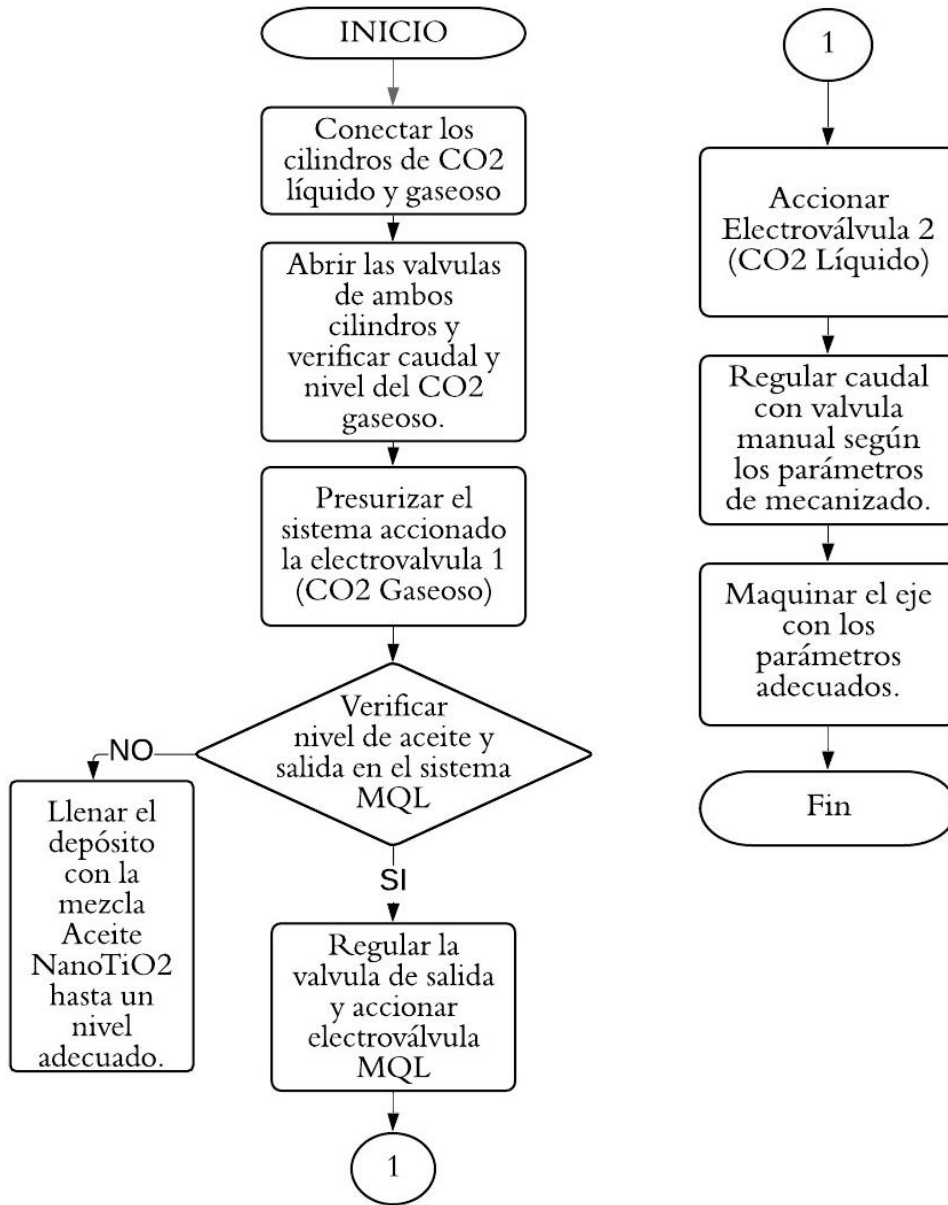 INICIO
Conectar los
cilindros de CO2
líquido y gaseoso
Abrir las valvulas
de ambos
cilindros y
verificar caudal y
nivel del CO2
gaseoso.
Presurizar el
sistema accionado
la electrovalvula 1
(CO2 Gaseoso)
Verificar
nivel de aceite y
salida en el sistema
MQL
NO
Llenar el
depósito
con la
mezcla
Aceite
NanoTiO2
hasta un
nivel
adecuado.
SI
Regular la
valvula de salida
y accionar
electroválvula
MQL
1
1
Accionar
Electroválvula 2
(CO2 Líquido)
Regular caudal
con valvula
manual según
los parámetros
de mecanizado.
Maquinar el eje
con los
parámetros
adecuados.
Fin